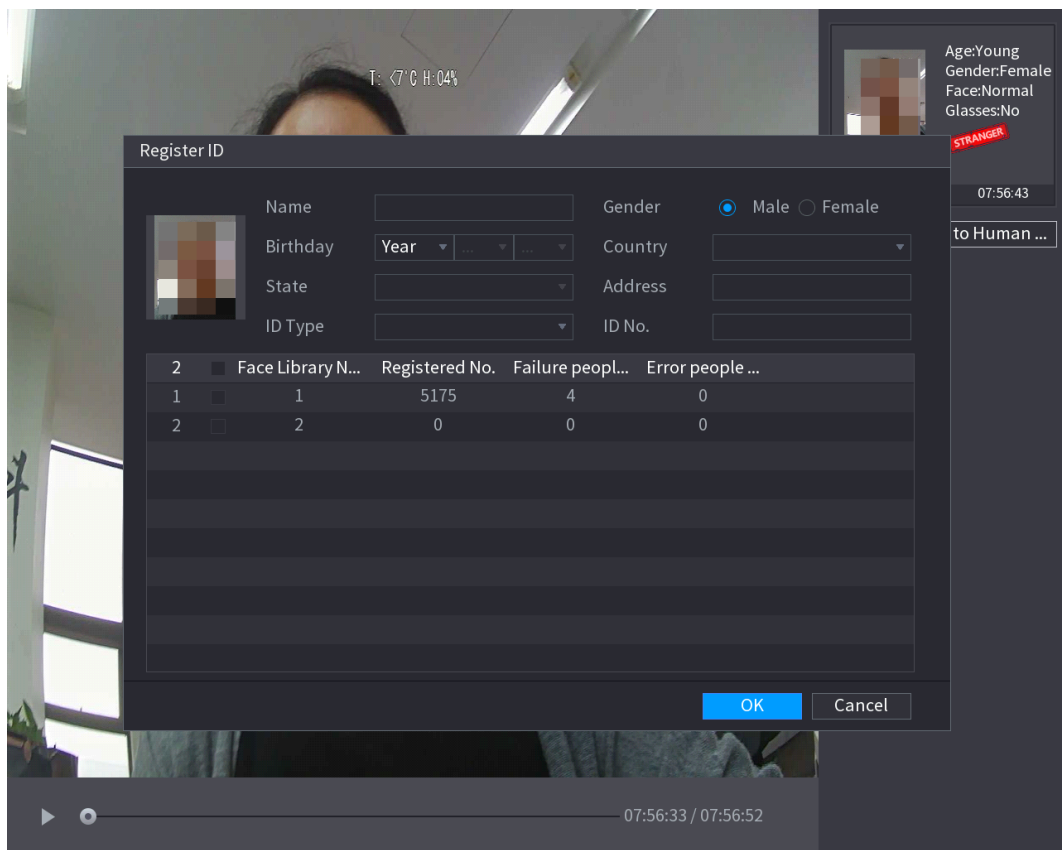 T: <7°C H:04%
Age:Young
Gender:Female
Face:Normal
Glasses:No
STRANGER
07:56:43
to Human ...
Register ID
Name Gender Male Female
Birthday Year ... ... Country
State Address
ID Type ID No.
2 Face Library N... Registered No. Failure peopl... Error people ...
1 1 5175 4 0
2 2 0 0 0
OK Cancel
07:56:33 / 07:56:52